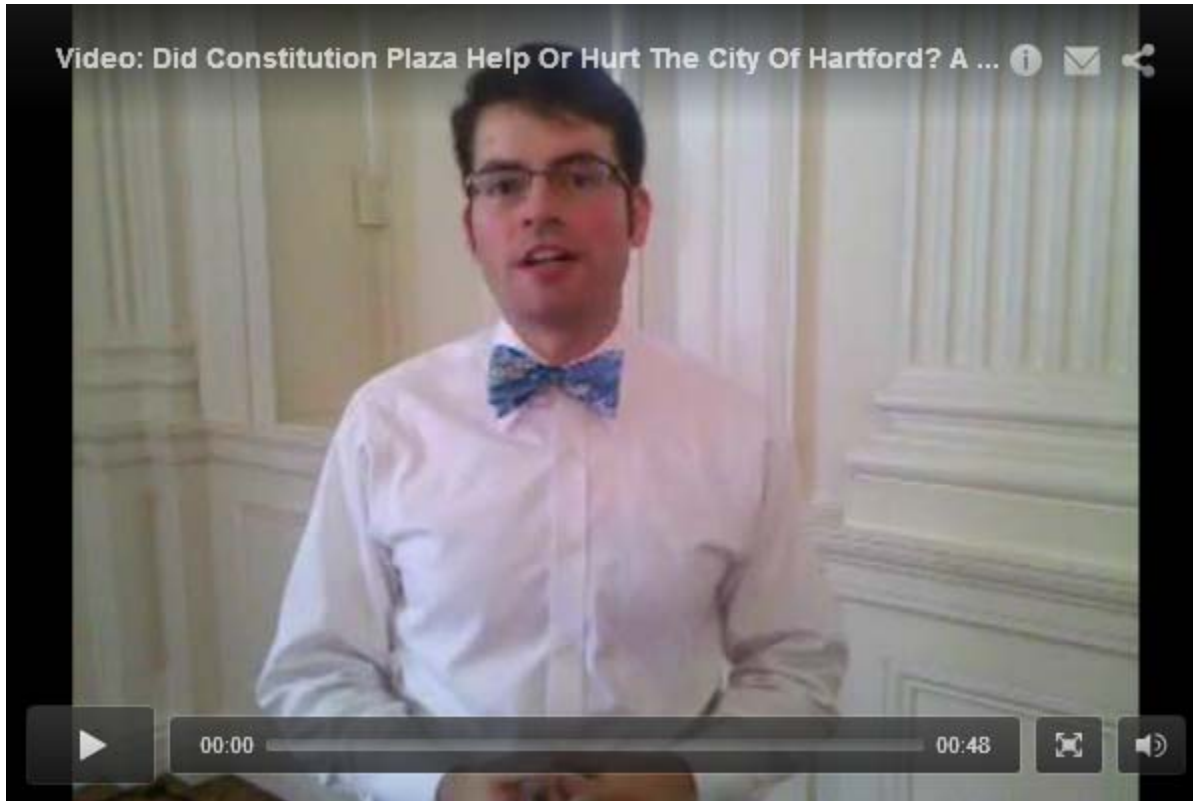 Video: Did Constitution Plaza Help Or Hurt The City Of Hartford? A ...
00:00
00:48